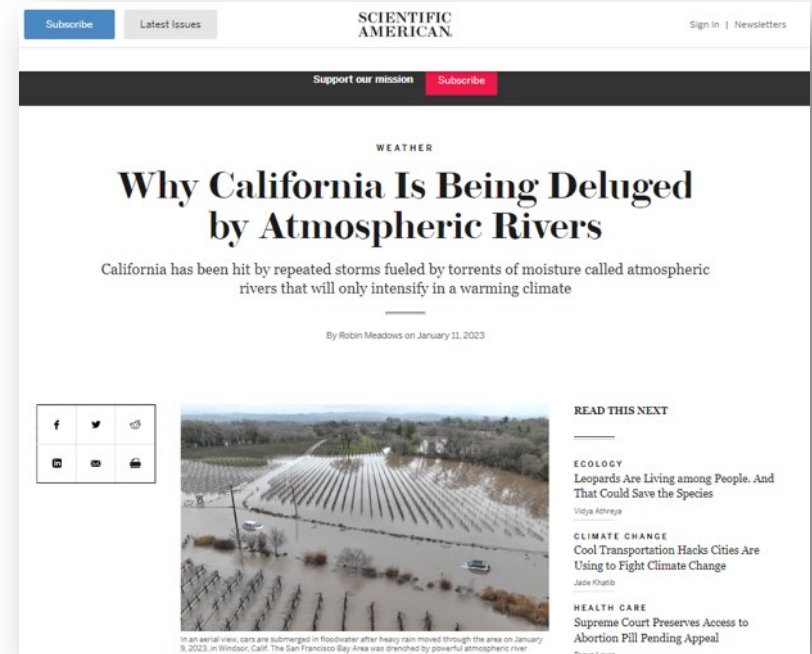 Subscribe
Latest Issues
SCIENTIFIC
AMERICAN
Sign In | Newsletters
Support our mission
Subscribe
WEATHER
Why California Is Being Deluged
by Atmospheric Rivers
California has been hit by repeated storms fueled by torrents of moisture called atmospheric
rivers that will only intensify in a warming climate
By Robin Meadows on January 11, 2023
In an aerial view, cars are submerged in floodwater after heavy rain moved through the area on January
9, 2023, in Windsor, Calif. The San Francisco Bay Area was drenched by powerful atmospheric river
READ THIS NEXT
ECOLOGY
Leopards Are Living among People. And
That Could Save the Species
Vidya Athreya
CLIMATE CHANGE
Cool Transportation Hacks Cities Are
Using to Fight Climate Change
Jade Khatib
HEALTH CARE
Supreme Court Preserves Access to
Abortion Pill Pending Appeal